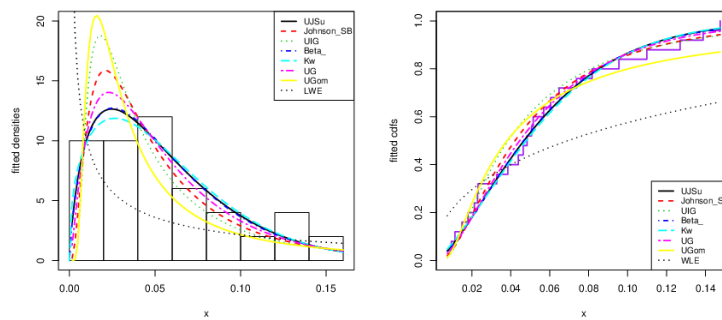 fitted densities
20
15
10
5
0
0.00
0.05
0.10
0.15
x
UJSu
Johnson_SB
UIG
Beta_
Kw
UG
UGom
LWE
fitted cdfs
1.0
0.8
0.6
0.4
0.2
0.0
0.02
0.04
0.06
0.08
0.10
0.12
0.14
x
UJSu
Johnson_S
UIG
Beta_
Kw
UG
UGom
WLE